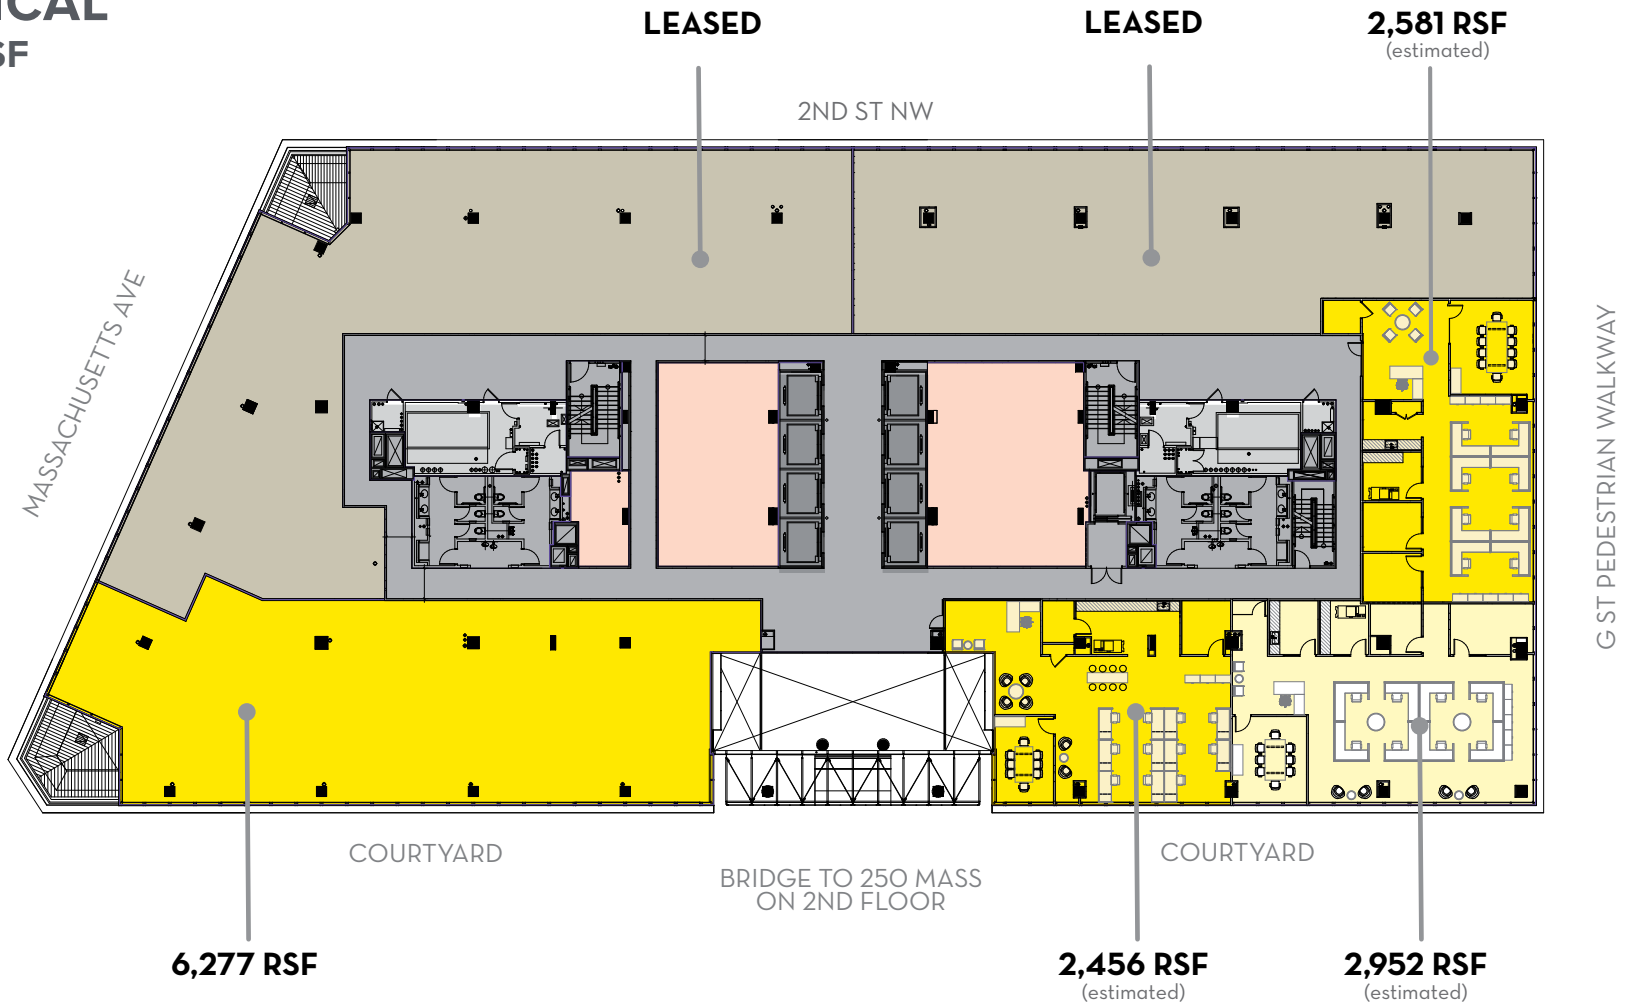 LEASED
LEASED
2,581 RSF
(estimated)
2ND ST NW
MASSACHUSETTS AVE
G ST PEDESTRIAN WALKWAY
COURTYARD
COURTYARD
BRIDGE TO 250 MASS
ON 2ND FLOOR
6,277 RSF
2,456 RSF
(estimated)
2,952 RSF
(estimated)